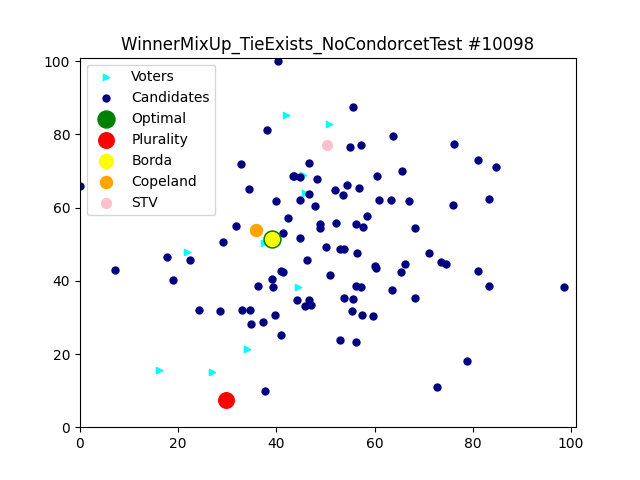 WinnerMixUp_TieExists_NoCondorcetTest #10098
Voters
Candidates
Optimal
Plurality
Borda
Copeland
STV
100
80
60
40
20
0
0 20 40 60 80 100